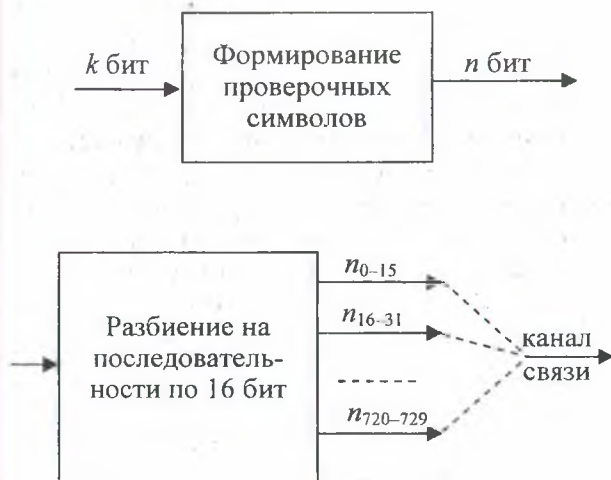 k бит
Формирование
проверочных
символов
n бит
Разбиение на
последователь-
ности по 16 бит
n0–15
n16–31
n720–729
канал
связи